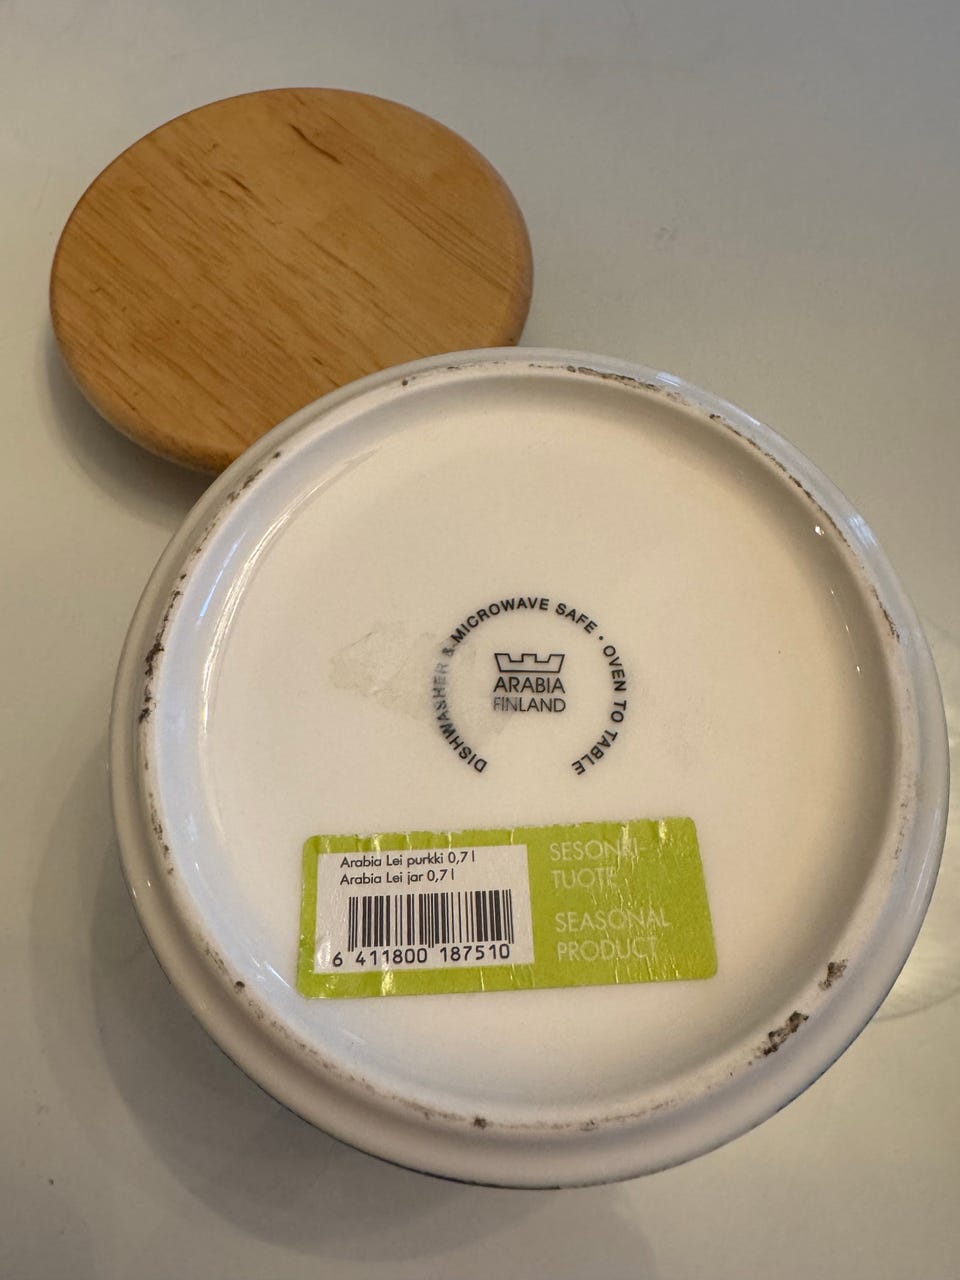 DISHWASHER & MICROWAVE SAFE · OVEN TO TABLE
ARABIA
FINLAND
Arabia Lei purkki 0,7 l
Arabia Lei jar 0,7 l
6 411800 187510
SESONKI-
TUOTE
SEASONAL
PRODUCT